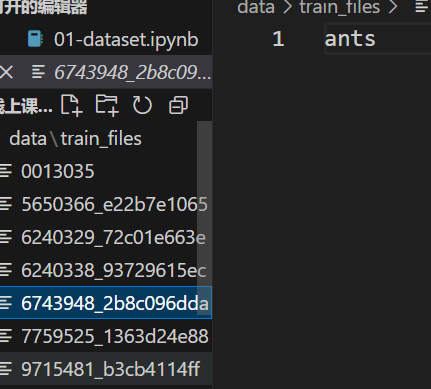 打开的编辑器
data > train_files >
01-dataset.ipynb
1 ants
6743948_2b8c09...
线上课...
data\train_files
0013035
5650366_e22b7e1065
6240329_72c01e663e
6240338_93729615ec
6743948_2b8c096dda
7759525_1363d24e88
9715481_b3cb4114ff